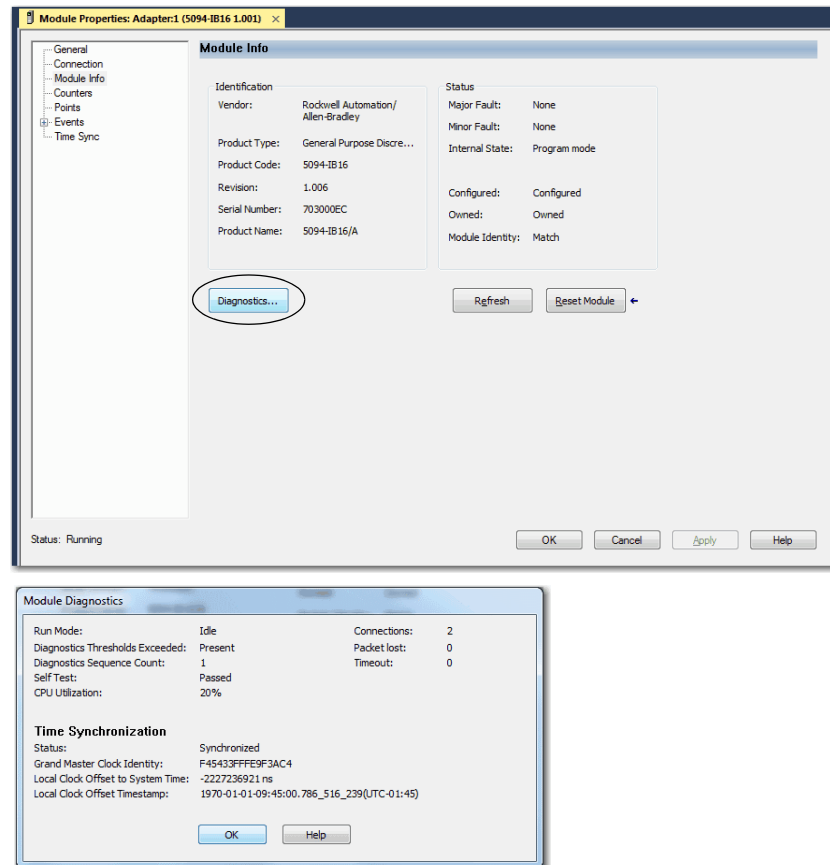 Module Properties: Adapter:1 (5094-IB16 1.001) ×
General
Connection
Module Info
Counters
Points
Events
Time Sync
Module Info
Identification
Vendor: Rockwell Automation/
Allen-Bradley
Product Type: General Purpose Discre...
Product Code: 5094-IB16
Revision: 1.006
Serial Number: 703000EC
Product Name: 5094-IB16/A
Status
Major Fault: None
Minor Fault: None
Internal State: Program mode
Configured: Configured
Owned: Owned
Module Identity: Match
Diagnostics...
Refresh
Reset Module
Status: Running
OK
Cancel
Apply
Help
Module Diagnostics
Run Mode: Idle
Diagnostics Thresholds Exceeded: Present
Diagnostics Sequence Count: 1
Self Test: Passed
CPU Utilization: 20%
Connections: 2
Packet lost: 0
Timeout: 0
Time Synchronization
Status: Synchronized
Grand Master Clock Identity: F45433FFFE9F3AC4
Local Clock Offset to System Time: -2227236921 ns
Local Clock Offset Timestamp: 1970-01-01-09:45:00.786_516_239(UTC-01:45)
OK
Help